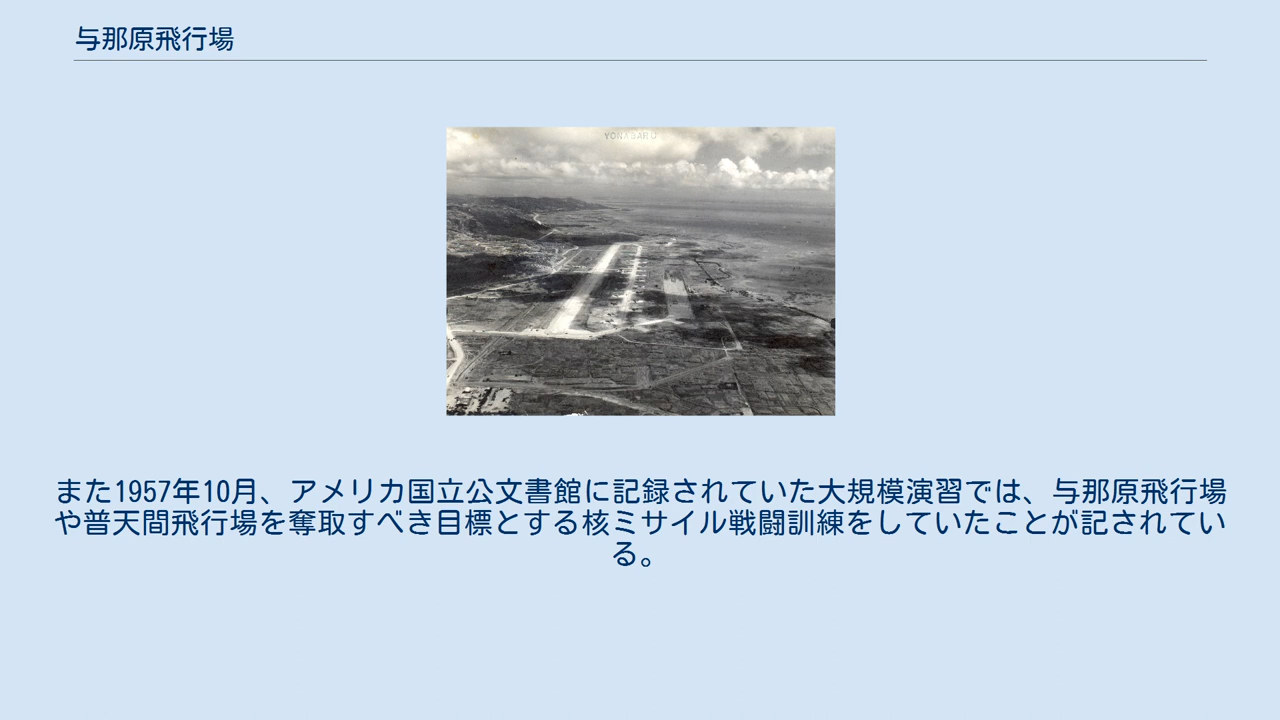 与那原飛行場
YONABARU
また1957年10月、アメリカ国立公文書館に記録されていた大規模演習では、与那原飛行場
や普天間飛行場を奪取すべき目標とする核ミサイル戦闘訓練をしていたことが記されてい
る。